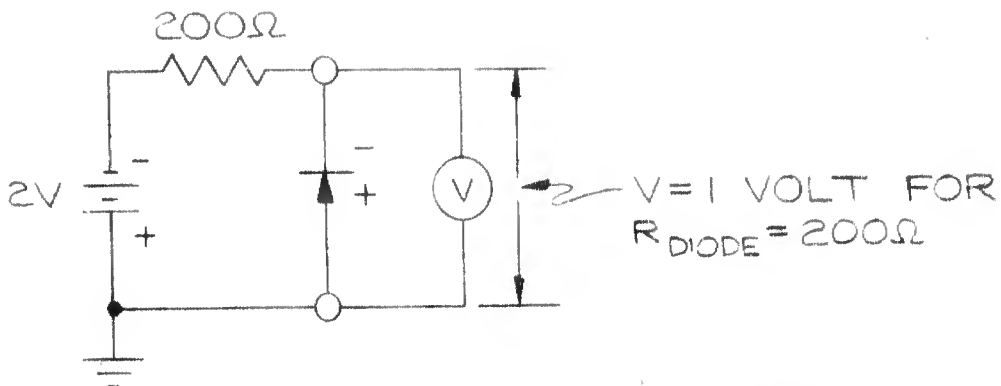 200Ω
2V
-
+
-
+
V
V=1 VOLT FOR
R DIODE = 200Ω